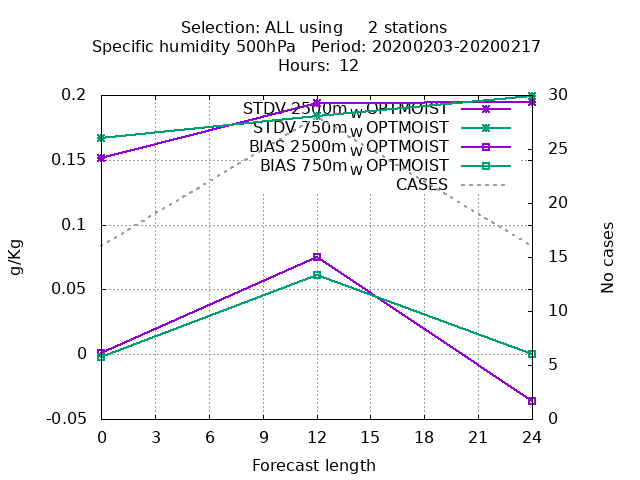 Selection: ALL using     2 stations
Specific humidity 500hPa   Period: 20200203-20200217
Hours:  12
STDV 2500m_W OPTMOIST
STDV 750m_W OPTMOIST
BIAS 2500m_W OPTMOIST
BIAS 750m_W OPTMOIST
CASES
0.2
0.15
0.1
0.05
0
-0.05
g/Kg
30
25
20
15
10
5
0
No cases
0 3 6 9 12 15 18 21 24
Forecast length